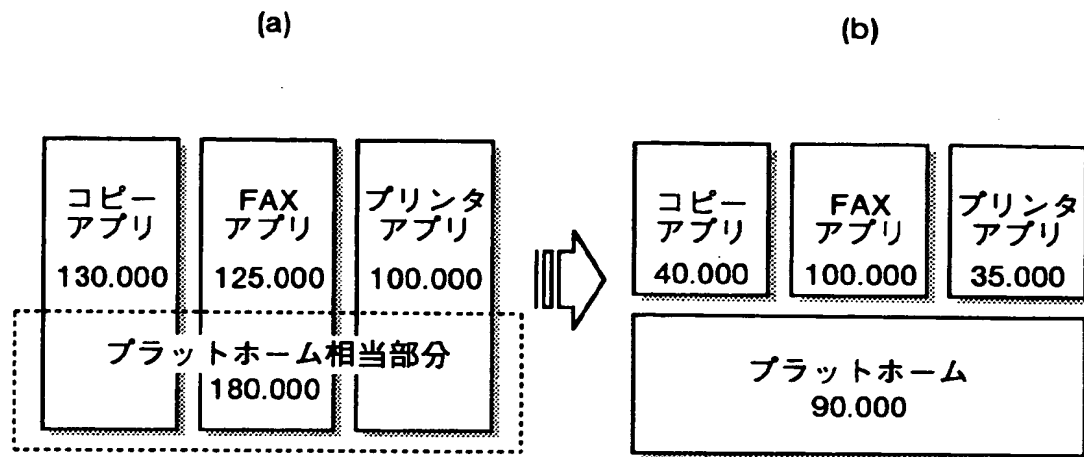 (a)
コピー
アプリ
130.000
FAX
アプリ
125.000
プリンタ
アプリ
100.000
プラットホーム相当部分
180.000
(b)
コピー
アプリ
40.000
FAX
アプリ
100.000
プリンタ
アプリ
35.000
プラットホーム
90.000